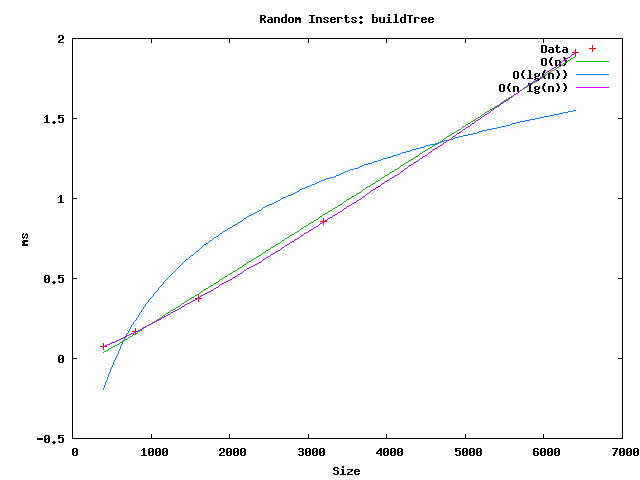 Random Inserts: buildTree
Data
O(n)
O(lg(n))
O(n lg(n))
2
1.5
1
0.5
0
-0.5
ms
0 1000 2000 3000 4000 5000 6000 7000
Size